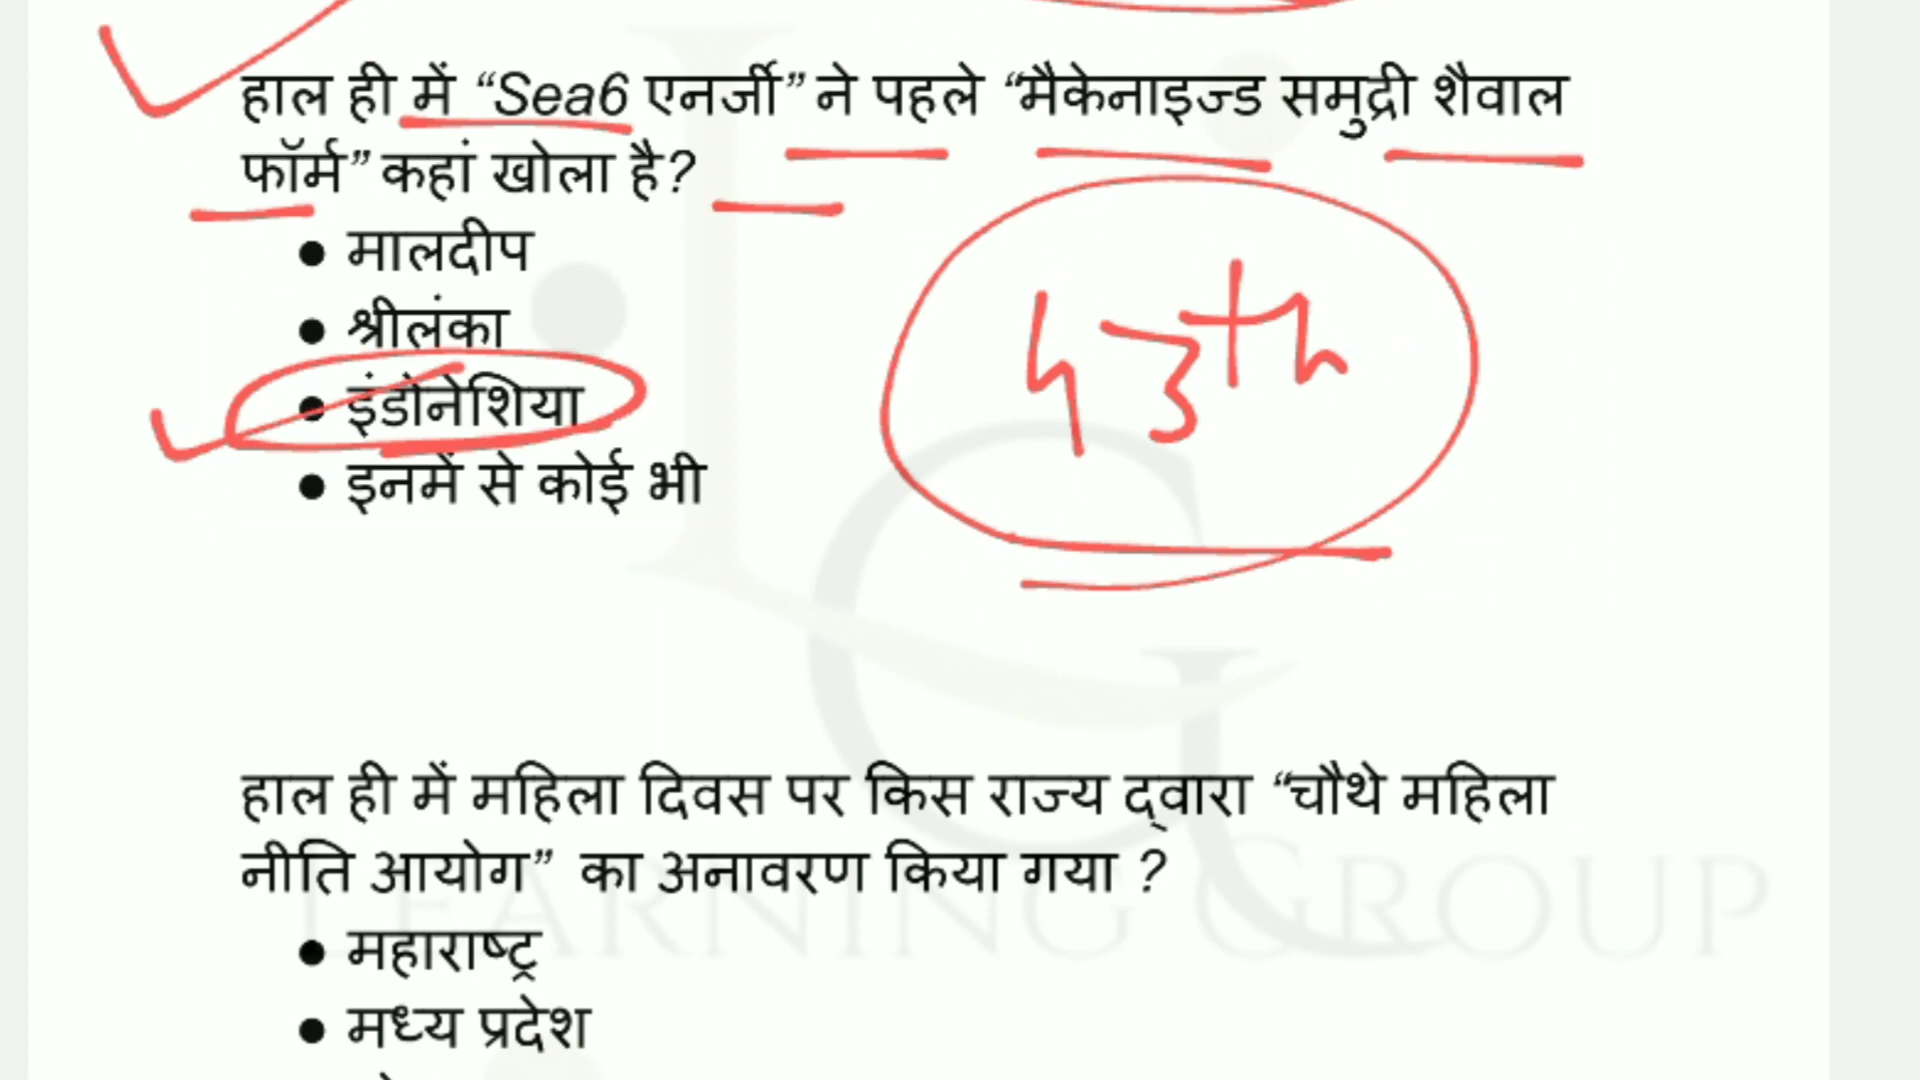 हाल ही में “Sea6 एनर्जी” ने पहले “मैकेनाइज्ड समुद्री शैवाल
फॉर्म” कहां खोला है?
● मालदीप
● श्रीलंका
● इंडोनेशिया
● इनमें से कोई भी
43th
हाल ही में महिला दिवस पर किस राज्य द्वारा “चौथे महिला
नीति आयोग” का अनावरण किया गया ?
LEARNING GROUP
● महाराष्ट्र
● मध्य प्रदेश